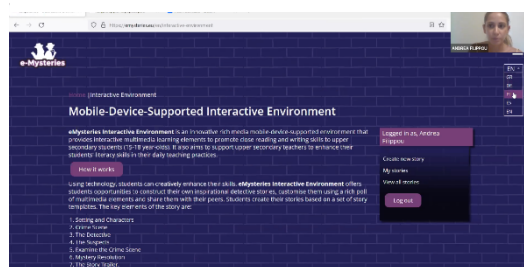 ANDREA FILIPPOU
e-Mysteries
EN
Interactive Environment
Mobile-Device-Supported Interactive Environment
eMysteries Interactive Environment is an innovative rich media mobile-device-supported environment that
provides interactive multimedia learning elements to promote close reading and writing skills to upper
secondary students (15-18 year-olds). It also aims to support upper secondary teachers to enhance their
students' literacy skills in their daily teaching practices.
How it works
Using technology, students can creatively enhance their skills. eMysteries Interactive Environment offers
students opportunities to construct their own inspirational detective stories, customise them using a rich poll
of multimedia elements and share them with their peers. Students create their stories based on a set of story
templates. The key elements of the story are:
1. Setting and Characters
2. Crime Scene
3. The Detective
4. The Suspects
5. Examine the Crime Scene
6. Mystery Resolution
7. The Story Trailer.
Logged in as, Andrea
Filippou
Create new story
My stories
View all stories
Log out